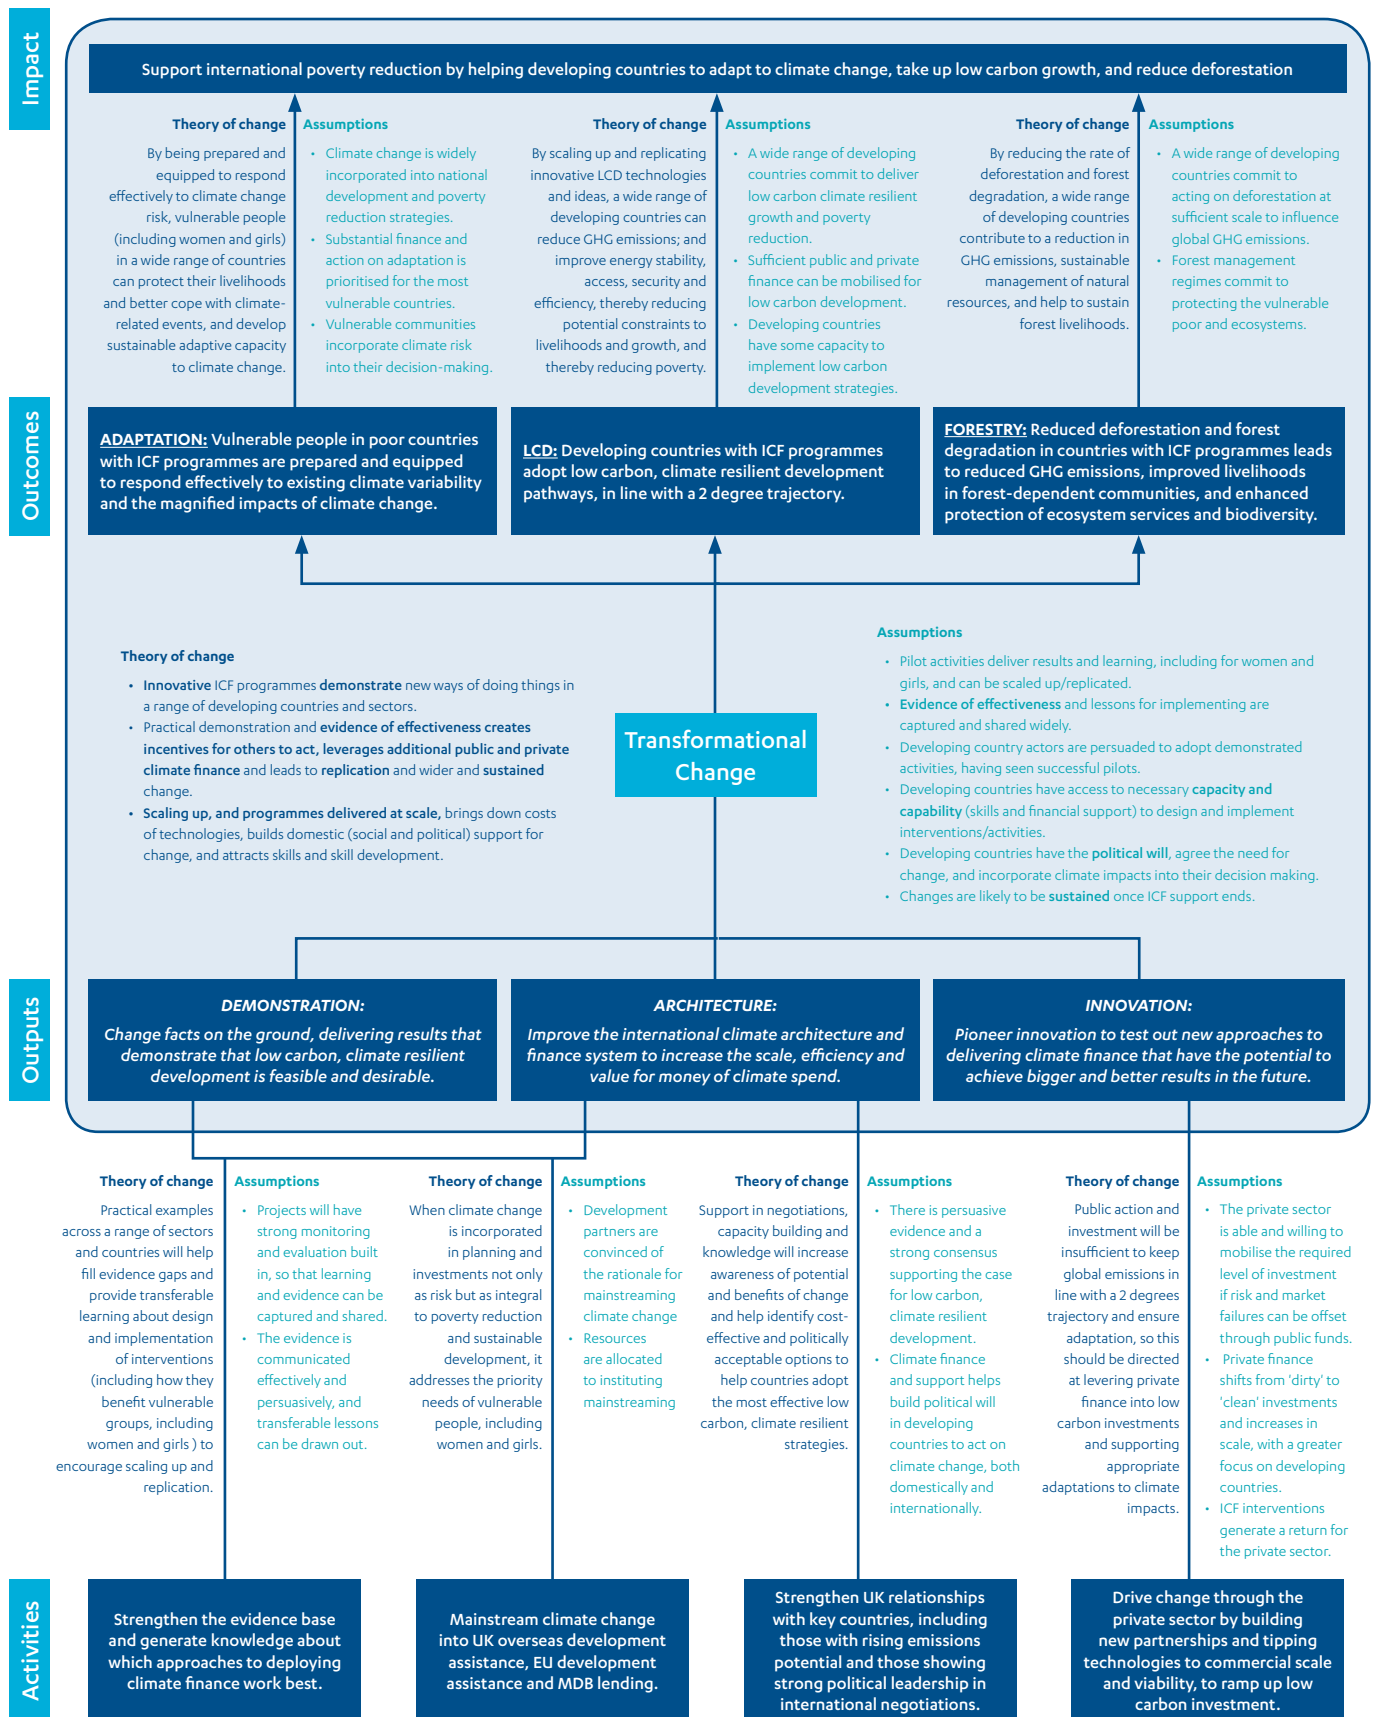 Impact
Support international poverty reduction by helping developing countries to adapt to climate change, take up low carbon growth, and reduce deforestation
Theory of change
By being prepared and
equipped to respond
effectively to climate change
risk, vulnerable people
(including women and girls)
in a wide range of countries
can protect their livelihoods
and better cope with climate-
related events, and develop
sustainable adaptive capacity
to climate change.
Assumptions
• Climate change is widely
incorporated into national
development and poverty
reduction strategies.
• Substantial finance and
action on adaptation is
prioritised for the most
vulnerable countries.
• Vulnerable communities
incorporate climate risk
into their decision-making.
Theory of change
By scaling up and replicating
innovative LCD technologies
and ideas, a wide range of
developing countries can
reduce GHG emissions; and
improve energy stability,
access, security and
efficiency, thereby reducing
potential constraints to
livelihoods and growth, and
thereby reducing poverty.
Assumptions
• A wide range of developing
countries commit to deliver
low carbon climate resilient
growth and poverty
reduction.
• Sufficient public and private
finance can be mobilised for
low carbon development.
• Developing countries
have some capacity to
implement low carbon
development strategies.
Theory of change
By reducing the rate of
deforestation and forest
degradation, a wide range
of developing countries
contribute to a reduction in
GHG emissions, sustainable
management of natural
resources, and help to sustain
forest livelihoods.
Assumptions
• A wide range of developing
countries commit to
acting on deforestation at
sufficient scale to influence
global GHG emissions.
• Forest management
regimes commit to
protecting the vulnerable
poor and ecosystems.
Outcomes
ADAPTATION: Vulnerable people in poor countries
with ICF programmes are prepared and equipped
to respond effectively to existing climate variability
and the magnified impacts of climate change.
LCD: Developing countries with ICF programmes
adopt low carbon, climate resilient development
pathways, in line with a 2 degree trajectory.
FORESTRY: Reduced deforestation and forest
degradation in countries with ICF programmes leads
to reduced GHG emissions, improved livelihoods
in forest-dependent communities, and enhanced
protection of ecosystem services and biodiversity.
Theory of change
• Innovative ICF programmes demonstrate new ways of doing things in
a range of developing countries and sectors.
• Practical demonstration and evidence of effectiveness creates
incentives for others to act, leverages additional public and private
climate finance and leads to replication and wider and sustained
change.
• Scaling up, and programmes delivered at scale, brings down costs
of technologies, builds domestic (social and political) support for
change, and attracts skills and skill development.
Transformational
Change
Assumptions
• Pilot activities deliver results and learning, including for women and
girls, and can be scaled up/replicated.
• Evidence of effectiveness and lessons for implementing are
captured and shared widely.
• Developing country actors are persuaded to adopt demonstrated
activities, having seen successful pilots.
• Developing countries have access to necessary capacity and
capability (skills and financial support) to design and implement
interventions/activities.
• Developing countries have the political will, agree the need for
change, and incorporate climate impacts into their decision making.
• Changes are likely to be sustained once ICF support ends.
Outputs
DEMONSTRATION:
Change facts on the ground, delivering results that
demonstrate that low carbon, climate resilient
development is feasible and desirable.
ARCHITECTURE:
Improve the international climate architecture and
finance system to increase the scale, efficiency and
value for money of climate spend.
INNOVATION:
Pioneer innovation to test out new approaches to
delivering climate finance that have the potential to
achieve bigger and better results in the future.
Theory of change
Practical examples
across a range of sectors
and countries will help
fill evidence gaps and
provide transferable
learning about design
and implementation
of interventions
(including how they
benefit vulnerable
groups, including
women and girls ) to
encourage scaling up and
replication.
Assumptions
• Projects will have
strong monitoring
and evaluation built
in, so that learning
and evidence can be
captured and shared.
• The evidence is
communicated
effectively and
persuasively, and
transferable lessons
can be drawn out.
Theory of change
When climate change
is incorporated
in planning and
investments not only
as risk but as integral
to poverty reduction
and sustainable
development, it
addresses the priority
needs of vulnerable
people, including
women and girls.
Assumptions
• Development
partners are
convinced of
the rationale for
mainstreaming
climate change
• Resources
are allocated
to instituting
mainstreaming
Theory of change
Support in negotiations,
capacity building and
knowledge will increase
awareness of potential
and benefits of change
and help identify cost-
effective and politically
acceptable options to
help countries adopt
the most effective low
carbon, climate resilient
strategies.
Assumptions
• There is persuasive
evidence and a
strong consensus
supporting the case
for low carbon,
climate resilient
development.
• Climate finance
and support helps
build political will
in developing
countries to act on
climate change, both
domestically and
internationally.
Theory of change
Public action and
investment will be
insufficient to keep
global emissions in
line with a 2 degrees
trajectory and ensure
adaptation, so this
should be directed
at levering private
finance into low
carbon investments
and supporting
appropriate
adaptations to climate
impacts.
Assumptions
• The private sector
is able and willing to
mobilise the required
level of investment
if risk and market
failures can be offset
through public funds.
• Private finance
shifts from 'dirty' to
'clean' investments
and increases in
scale, with a greater
focus on developing
countries.
• ICF interventions
generate a return for
the private sector.
Activities
Strengthen the evidence base
and generate knowledge about
which approaches to deploying
climate finance work best.
Mainstream climate change
into UK overseas development
assistance, EU development
assistance and MDB lending.
Strengthen UK relationships
with key countries, including
those with rising emissions
potential and those showing
strong political leadership in
international negotiations.
Drive change through the
private sector by building
new partnerships and tipping
technologies to commercial scale
and viability, to ramp up low
carbon investment.